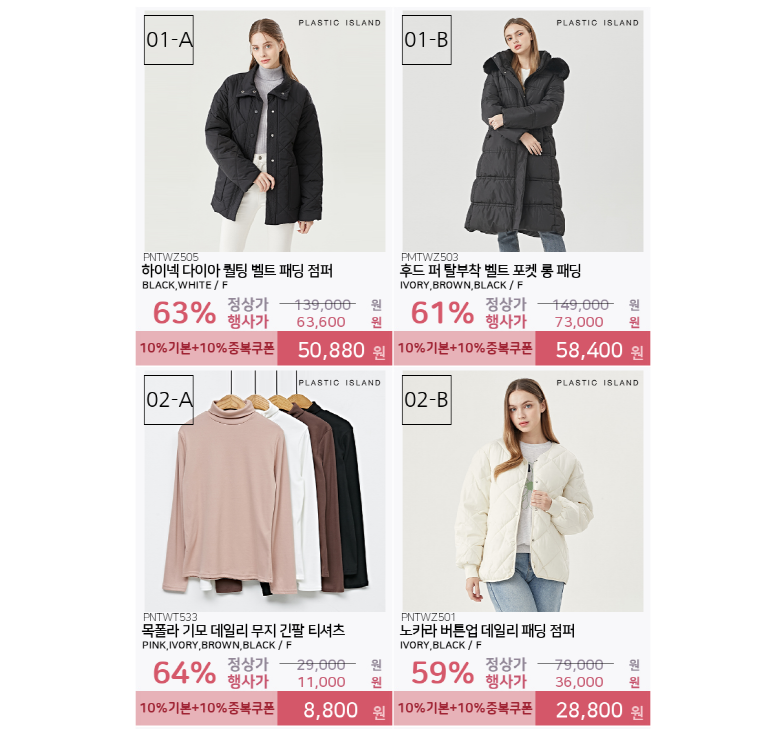 01-A
PLASTIC ISLAND
PNTWZ505
하이넥 다이아 퀼팅 벨트 패딩 점퍼
BLACK,WHITE / F
63% 정상가 139,000 원
행사가 63,600 원
10%기본+10%중복쿠폰 50,880 원
01-B
PLASTIC ISLAND
PMTWZ503
후드 퍼 탈부착 벨트 포켓 롱 패딩
IVORY,BROWN,BLACK / F
61% 정상가 149,000 원
행사가 73,000 원
10%기본+10%중복쿠폰 58,400 원
02-A
PLASTIC ISLAND
PNTWT533
목폴라 기모 데일리 무지 긴팔 티셔츠
PINK,IVORY,BROWN,BLACK / F
64% 정상가 29,000 원
행사가 11,000 원
10%기본+10%중복쿠폰 8,800 원
02-B
PLASTIC ISLAND
PNTWZ501
노카라 버튼업 데일리 패딩 점퍼
IVORY,BLACK / F
59% 정상가 79,000 원
행사가 36,000 원
10%기본+10%중복쿠폰 28,800 원